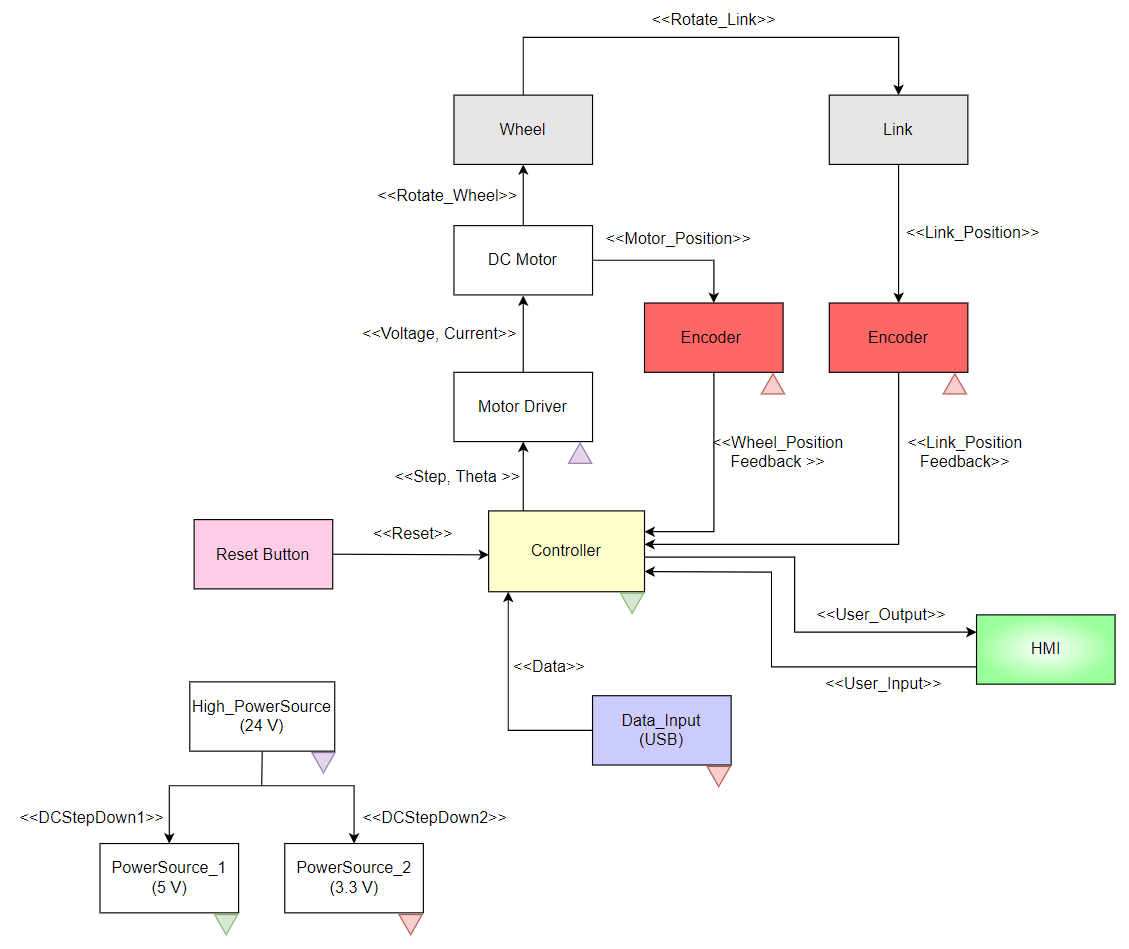 <<Rotate_Link>>
Wheel
Link
<<Rotate_Wheel>>
<<Link_Position>>
<<Motor_Position>>
DC Motor
<<Voltage, Current>>
Encoder
Encoder
Motor Driver
<<Wheel_Position
Feedback >>
<<Link_Position
Feedback>>
<<Step, Theta >>
<<Reset>>
Reset Button
Controller
<<User_Output>>
HMI
<<Data>>
<<User_Input>>
High_PowerSource
(24 V)
Data_Input
(USB)
<<DCStepDown1>>
<<DCStepDown2>>
PowerSource_1
(5 V)
PowerSource_2
(3.3 V)